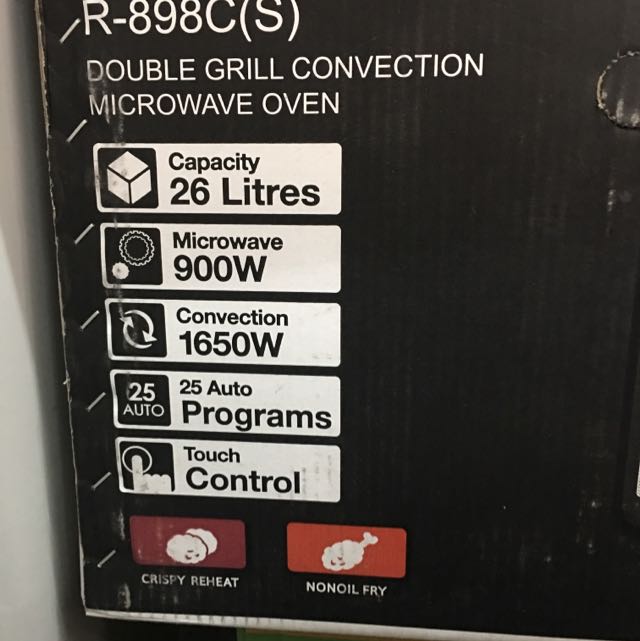 R-898C(S)
DOUBLE GRILL CONVECTION
MICROWAVE OVEN
Capacity
26 Litres
Microwave
900W
Convection
1650W
25
AUTO
25 Auto
Programs
Touch
Control
CRISPY REHEAT
NONOIL FRY